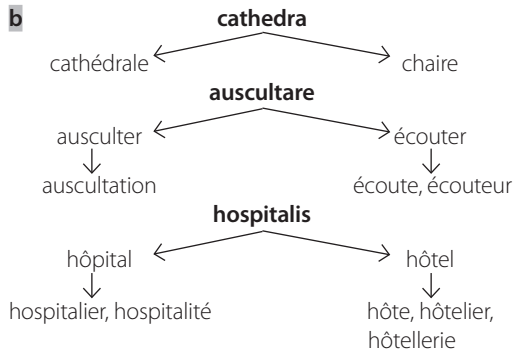 b
cathedra
cathédrale chaire
auscultare
ausculter écouter
auscultation écoute, écouteur
hospitalis
hôpital hôtel
hospitalier, hospitalité hôte, hôtelier,
hôtellerie